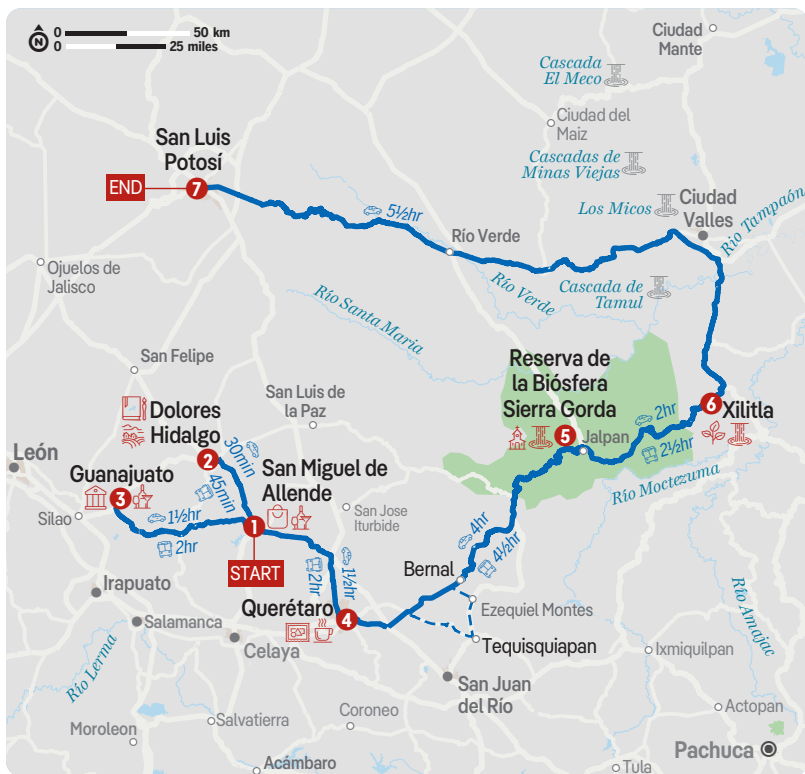 N
0
50 km
0
25 miles
Ciudad
Mante
Cascada
El Meco
Ciudad del
Maiz
Cascadas de
Minas Viejas
San Luis
Potosí
END
7
Los Micos
Ciudad
Valles
Río Tampaón
5½hr
Río Verde
Ojuelos de
Jalisco
Río Verde
Cascada de
Tamul
Río Santa Maria
San Felipe
Reserva de
la Biósfera
Sierra Gorda
San Luis de
la Paz
Dolores
Hidalgo
2
30min
45min
5
Jalpan
2hr
2½hr
6
Xilitla
León
Guanajuato
3
San Miguel de
Allende
1
START
Río Moctezuma
Silao
1½hr
2hr
San Jose
Iturbide
4hr
4½hr
Irapuato
1½hr
2hr
Bernal
Querétaro
4
Ezequiel Montes
Tequisquiapan
Río Amajac
Salamanca
Celaya
Ixmiquilpan
Río Lerma
San Juan
del Río
Salvatierra
Coroneo
Actopan
Moroleon
Pachuca
Acámbaro
Tula